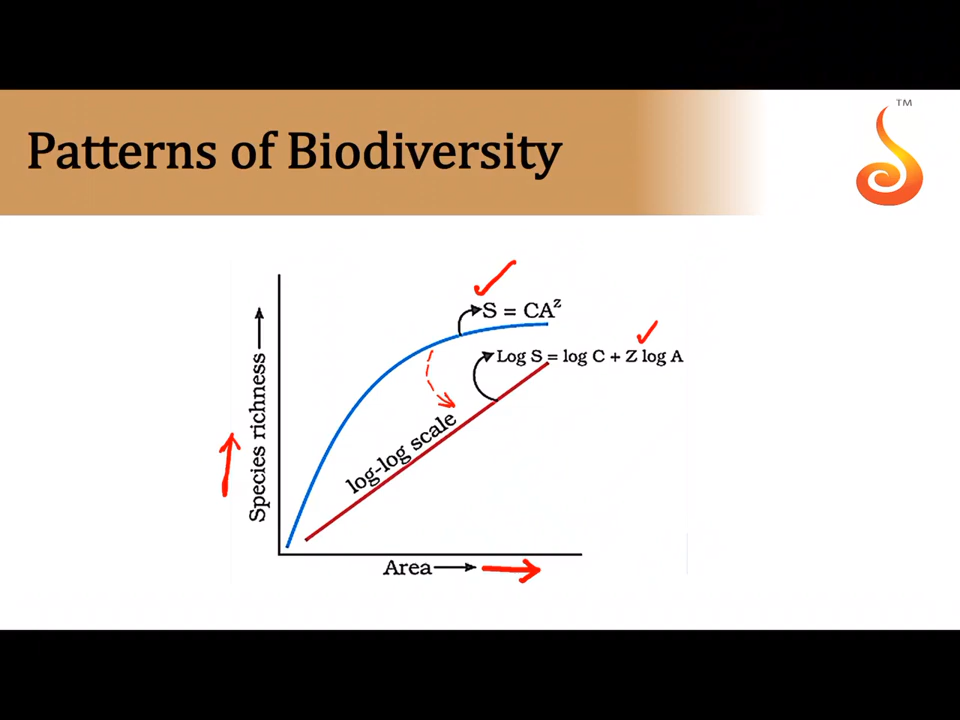 TM
Patterns of Biodiversity
S = CA^z
Log S = log C + Z log A
log-log scale
Species richness
Area